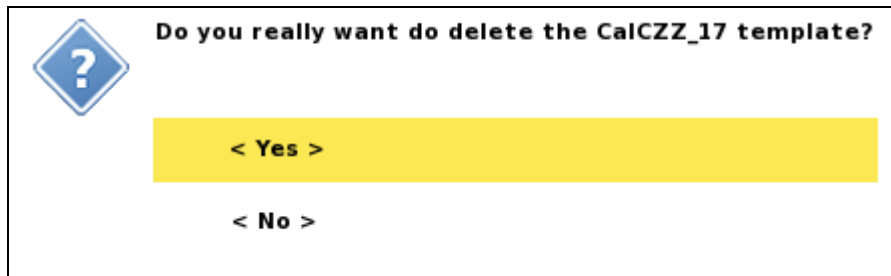 Do you really want do delete the CalCZZ_17 template?
?
< Yes >
< No >